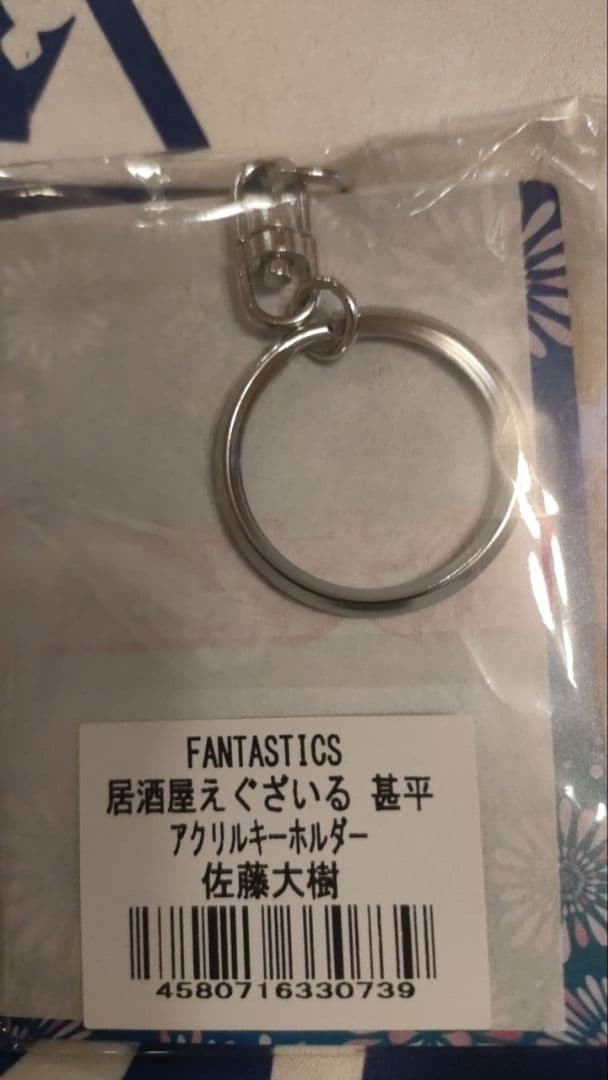 FANTASTICS
居酒屋えぐざいる 甚平
アクリルキーホルダー
佐藤大樹
4580716330739